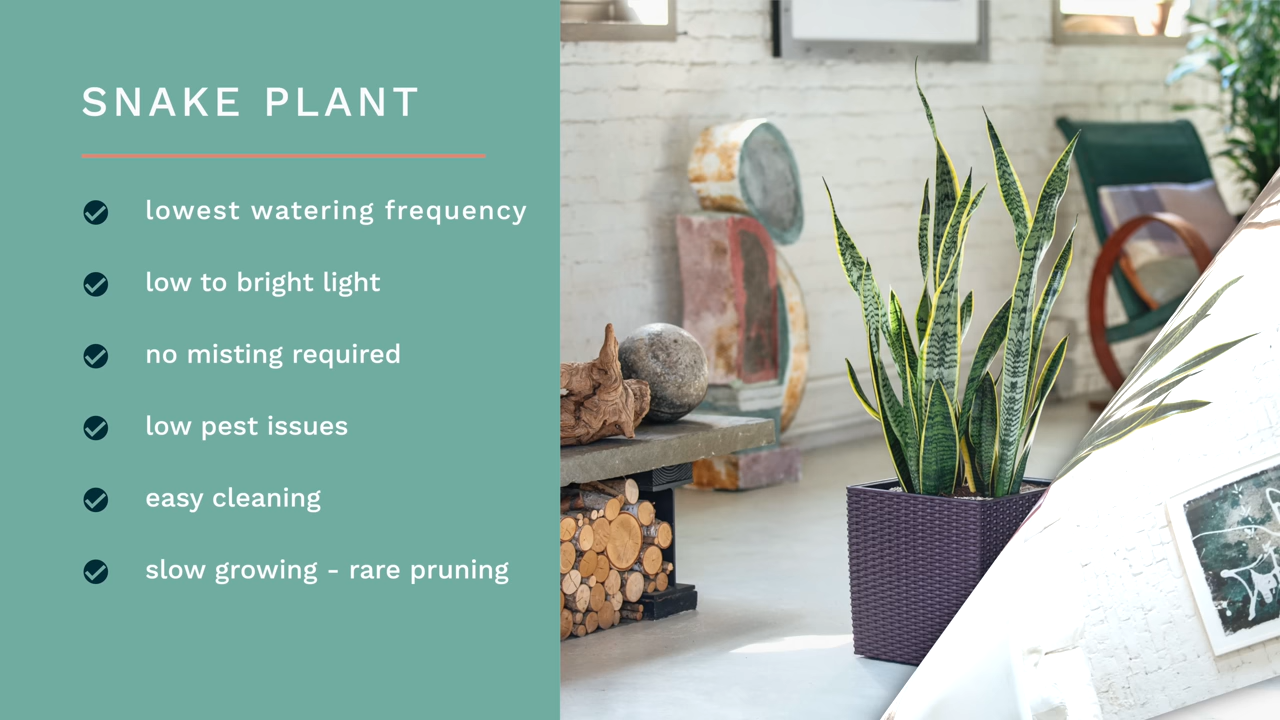 SNAKE PLANT
lowest watering frequency
low to bright light
no misting required
low pest issues
easy cleaning
slow growing - rare pruning